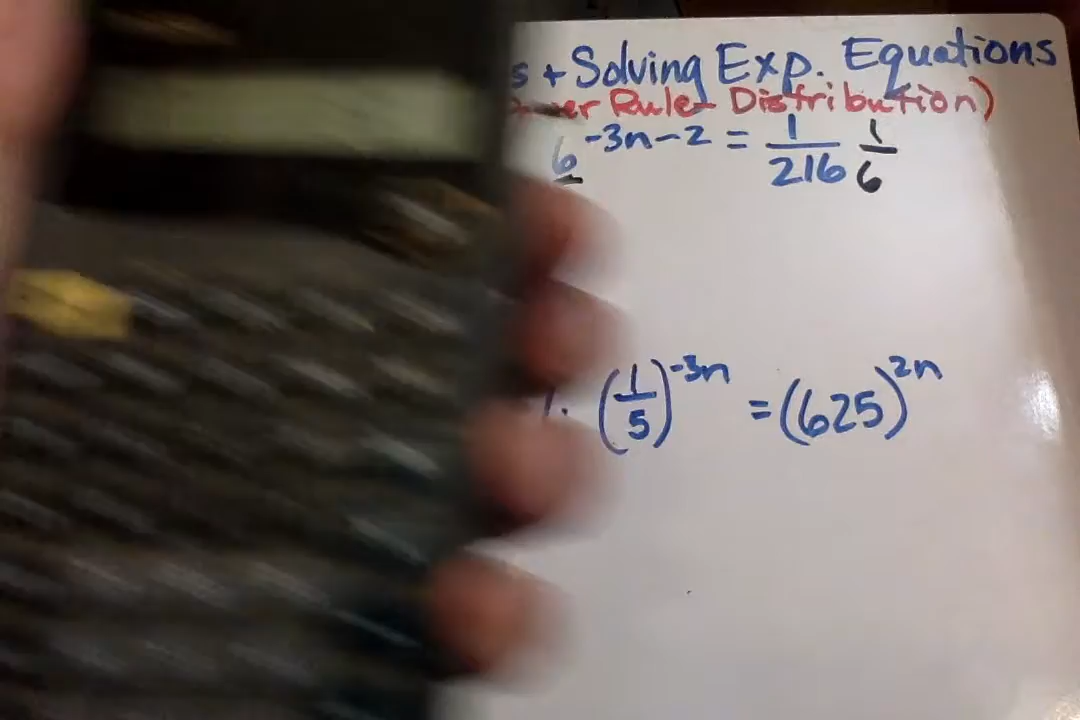 + Solving Exp. Equations
Rule - Distribution)
6^-3n-2 = 1/216 1/6
(1/5)^-3n = (625)^2n